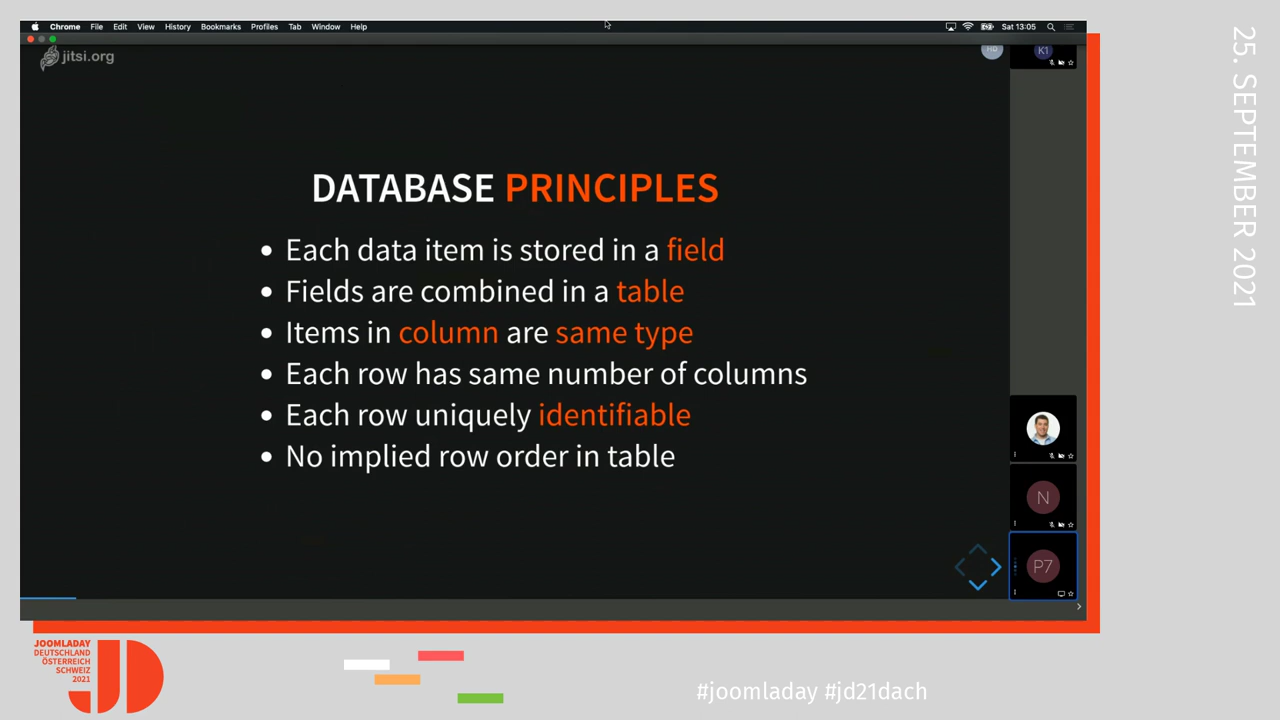 Chrome File Edit View History Bookmarks Profiles Tab Window Help
Sat 13:05
jitsi.org
HD
K1
DATABASE PRINCIPLES
• Each data item is stored in a field
• Fields are combined in a table
• Items in column are same type
• Each row has same number of columns
• Each row uniquely identifiable
• No implied row order in table
N
P7
25. SEPTEMBER 2021
JOOMLADAY
DEUTSCHLAND
ÖSTERREICH
SCHWEIZ
2021
JD
#joomladay #jd21dach